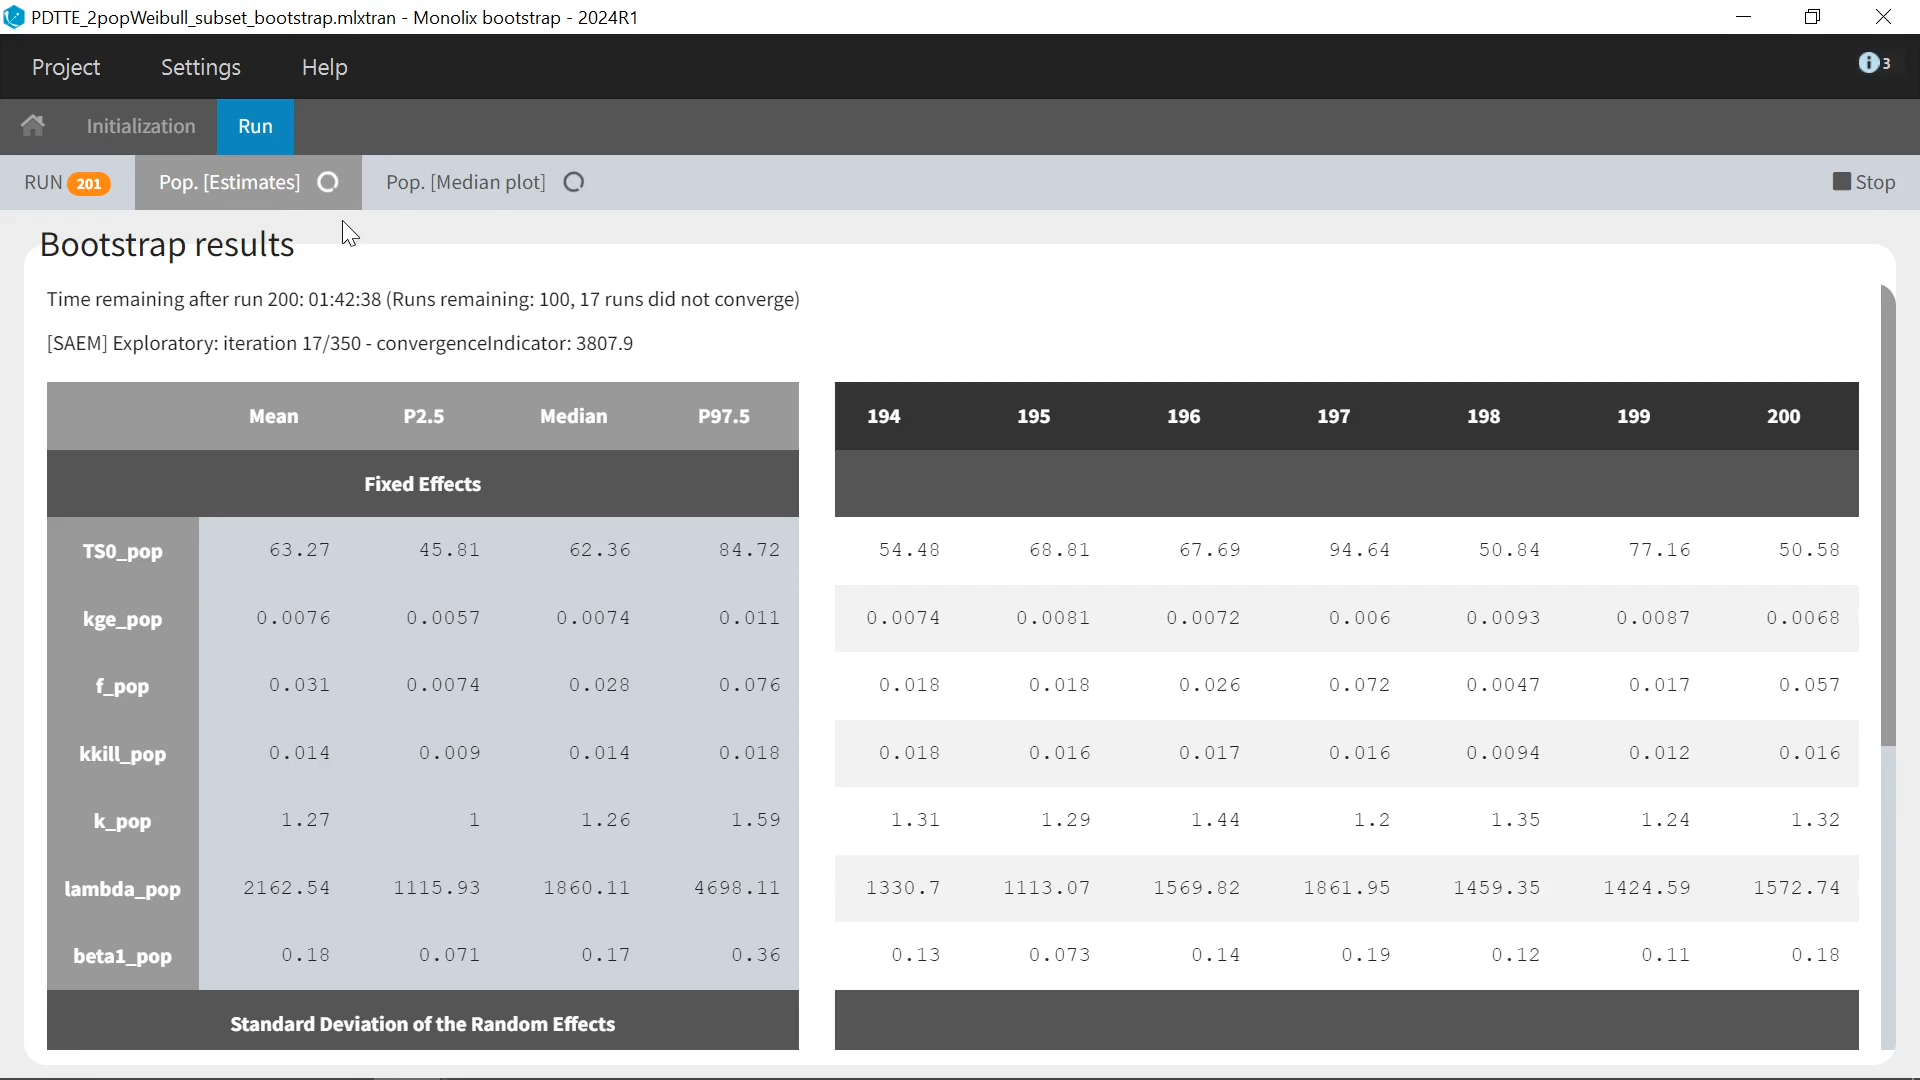 PDTTE_2popWeibull_subset_bootstrap.mlxtran - Monolix bootstrap - 2024R1
Project Settings Help 3
Initialization Run
RUN 201 Pop. [Estimates] Pop. [Median plot] Stop
Bootstrap results
Time remaining after run 200: 01:42:38 (Runs remaining: 100, 17 runs did not converge)
[SAEM] Exploratory: iteration 17/350 - convergenceIndicator: 3807.9
Mean P2.5 Median P97.5 194 195 196 197 198 199 200
Fixed Effects
TS0_pop 63.27 45.81 62.36 84.72 54.48 68.81 67.69 94.64 50.84 77.16 50.58
kge_pop 0.0076 0.0057 0.0074 0.011 0.0074 0.0081 0.0072 0.006 0.0093 0.0087 0.0068
f_pop 0.031 0.0074 0.028 0.076 0.018 0.018 0.026 0.072 0.0047 0.017 0.057
kkill_pop 0.014 0.009 0.014 0.018 0.018 0.016 0.017 0.016 0.0094 0.012 0.016
k_pop 1.27 1 1.26 1.59 1.31 1.29 1.44 1.2 1.35 1.24 1.32
lambda_pop 2162.54 1115.93 1860.11 4698.11 1330.7 1113.07 1569.82 1861.95 1459.35 1424.59 1572.74
beta1_pop 0.18 0.071 0.17 0.36 0.13 0.073 0.14 0.19 0.12 0.11 0.18
Standard Deviation of the Random Effects